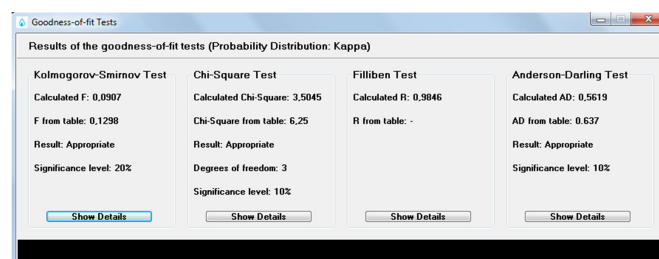 Goodness-of-fit Tests
Results of the goodness-of-fit tests (Probability Distribution: Kappa)
Kolmogorov-Smirnov Test
Calculated F: 0,0907
F from table: 0,1298
Result: Appropriate
Significance level: 20%
Show Details
Chi-Square Test
Calculated Chi-Square: 3,5045
Chi-Square from table: 6,25
Result: Appropriate
Degrees of freedom: 3
Significance level: 10%
Show Details
Filliben Test
Calculated R: 0,9846
R from table: -
Show Details
Anderson-Darling Test
Calculated AD: 0,5619
AD from table: 0.637
Result: Appropriate
Significance level: 10%
Show Details